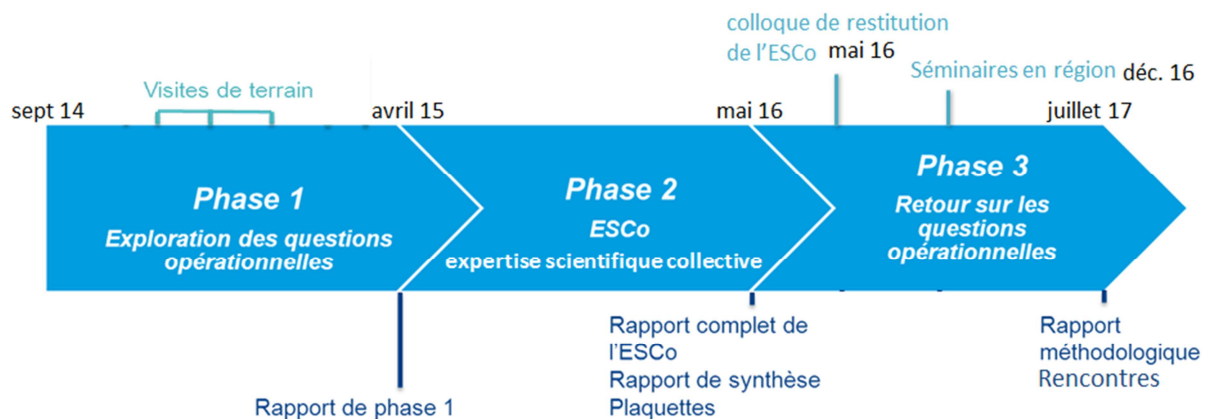 colloque de restitution
de l'ESCo mai 16
Séminaires en région déc. 16
Visites de terrain
sept 14
avril 15
mai 16
juillet 17
Phase 1
Exploration des questions
opérationnelles
Phase 2
ESCo
expertise scientifique collective
Phase 3
Retour sur les
questions
opérationnelles
Rapport de phase 1
Rapport complet de
l'ESCo
Rapport de synthèse
Plaquettes
Rapport
méthodologique
Rencontres